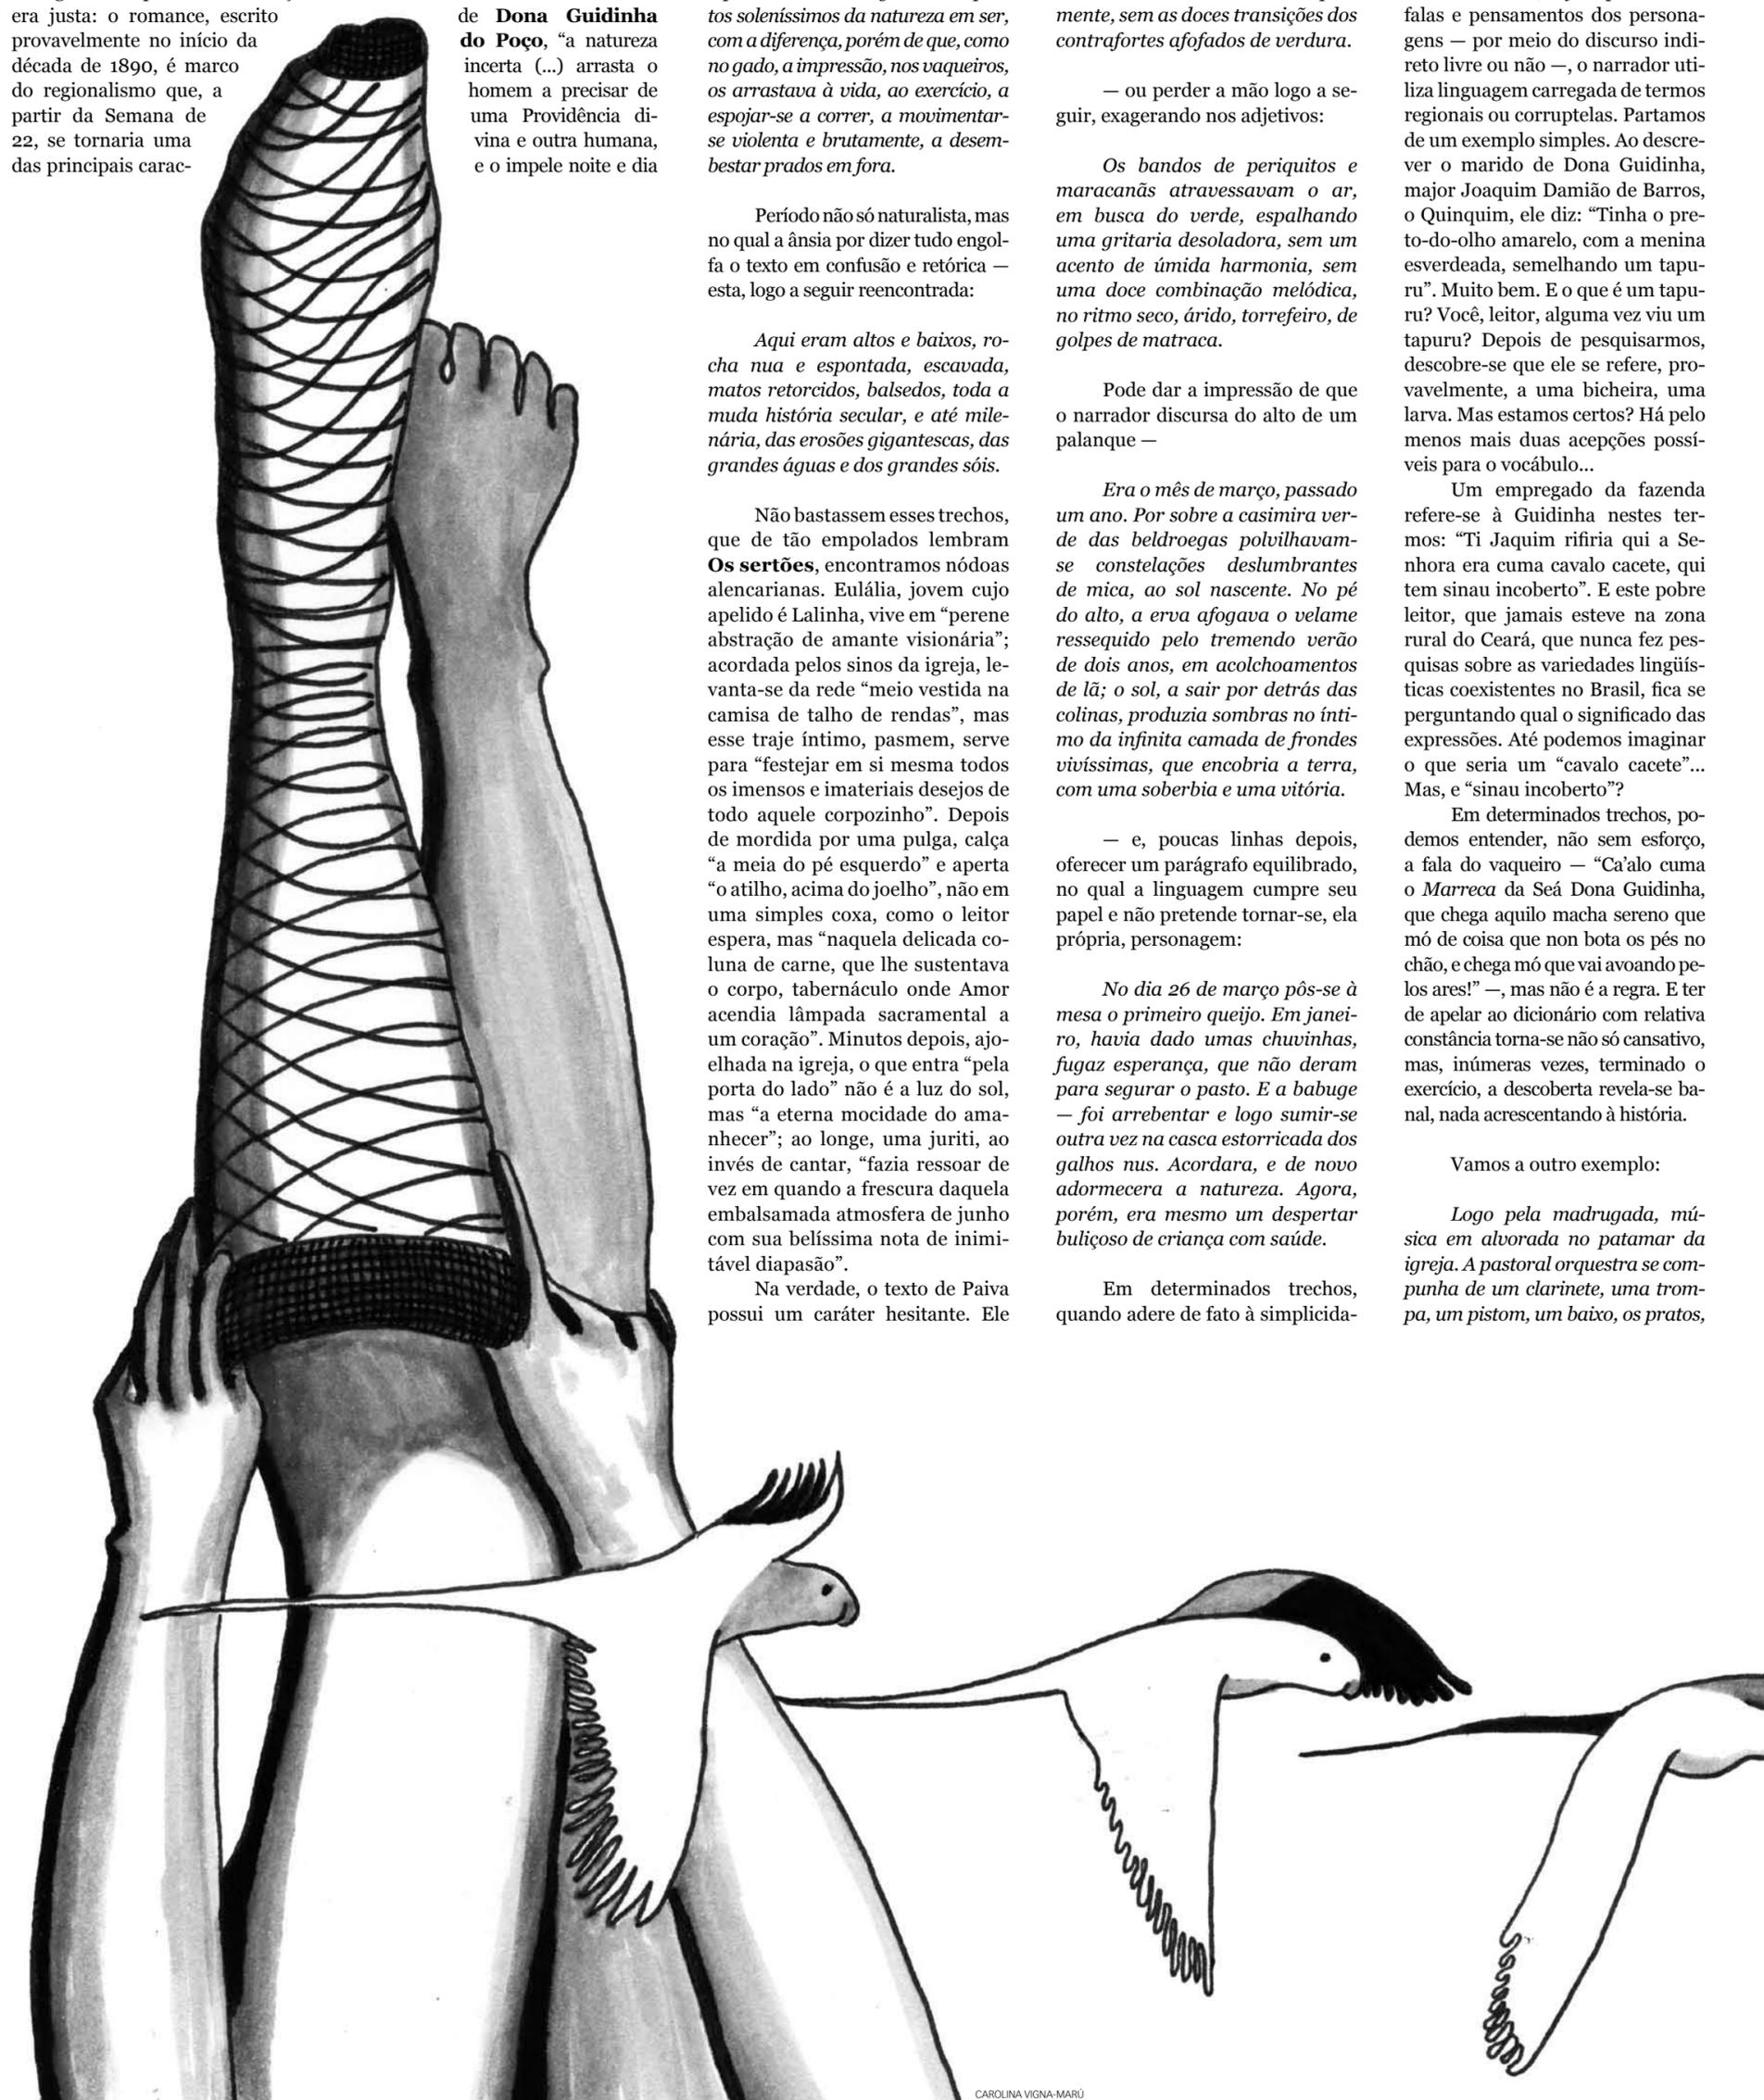 era justa: o romance, escrito
provavelmente no início da
década de 1890, é marco
do regionalismo que, a
partir da Semana de
22, se tornaria uma
das principais carac-
de Dona Guidinha
do Poço, “a natureza
incerta (...) arrasta o
homem a precisar de
uma Providência di-
vina e outra humana,
e o impele noite e dia
tos soleníssimos da natureza em ser,
com a diferença, porém de que, como
no gado, a impressão, nos vaqueiros,
os arrastava à vida, ao exercício, a
espojar-se a correr, a movimentar-
se violenta e brutamente, a desem-
bestar prados em fora.
Período não só naturalista, mas
no qual a ânsia por dizer tudo engol-
fa o texto em confusão e retórica —
esta, logo a seguir reencontrada:
Aqui eram altos e baixos, ro-
cha nua e espontada, escavada,
matos retorcidos, balsedos, toda a
muda história secular, e até mile-
nária, das erosões gigantescas, das
grandes águas e dos grandes sóis.
Não bastassem esses trechos,
que de tão empolados lembram
Os sertões, encontramos nódoas
alencarianas. Eulália, jovem cujo
apelido é Lalinha, vive em “perene
abstração de amante visionária”;
acordada pelos sinos da igreja, le-
vanta-se da rede “meio vestida na
camisa de talho de rendas”, mas
esse traje íntimo, pasmem, serve
para “festejar em si mesma todos
os imensos e imateriais desejos de
todo aquele corpozinho”. Depois
de mordida por uma pulga, calça
“a meia do pé esquerdo” e aperta
“o atilho, acima do joelho”, não em
uma simples coxa, como o leitor
espera, mas “naquela delicada co-
luna de carne, que lhe sustentava
o corpo, tabernáculo onde Amor
acendia lâmpada sacramental a
um coração”. Minutos depois, ajo-
elhada na igreja, o que entra “pela
porta do lado” não é a luz do sol,
mas “a eterna mocidade do ama-
nhecer”; ao longe, uma juriti, ao
invés de cantar, “fazia ressoar de
vez em quando a frescura daquela
embalsamada atmosfera de junho
com sua belíssima nota de inimi-
tável diapasão”.
Na verdade, o texto de Paiva
possui um caráter hesitante. Ele
mente, sem as doces transições dos
contrafortes afofados de verdura.
— ou perder a mão logo a se-
guir, exagerando nos adjetivos:
Os bandos de periquitos e
maracanãs atravessavam o ar,
em busca do verde, espalhando
uma gritaria desoladora, sem um
acento de úmida harmonia, sem
uma doce combinação melódica,
no ritmo seco, árido, torrefeiro, de
golpes de matraca.
Pode dar a impressão de que
o narrador discursa do alto de um
palanque —
Era o mês de março, passado
um ano. Por sobre a casimira ver-
de das beldroegas polvilhavam-
se constelações deslumbrantes
de mica, ao sol nascente. No pé
do alto, a erva afogava o velame
ressequido pelo tremendo verão
de dois anos, em acolchoamentos
de lã; o sol, a sair por detrás das
colinas, produzia sombras no ínti-
mo da infinita camada de frondes
vivíssimas, que encobria a terra,
com uma soberbia e uma vitória.
— e, poucas linhas depois,
oferecer um parágrafo equilibrado,
no qual a linguagem cumpre seu
papel e não pretende tornar-se, ela
própria, personagem:
No dia 26 de março pôs-se à
mesa o primeiro queijo. Em janei-
ro, havia dado umas chuvinhas,
fugaz esperança, que não deram
para segurar o pasto. E a babuge
— foi arrebentar e logo sumir-se
outra vez na casca estorricada dos
galhos nus. Acordara, e de novo
adormecera a natureza. Agora,
porém, era mesmo um despertar
buliçoso de criança com saúde.
Em determinados trechos,
quando adere de fato à simplicida-
falas e pensamentos dos persona-
gens — por meio do discurso indi-
reto livre ou não —, o narrador uti-
liza linguagem carregada de termos
regionais ou corruptelas. Partamos
de um exemplo simples. Ao descre-
ver o marido de Dona Guidinha,
major Joaquim Damião de Barros,
o Quinquim, ele diz: “Tinha o pre-
to-do-olho amarelo, com a menina
esverdeada, semelhando um tapu-
ru”. Muito bem. E o que é um tapu-
ru? Você, leitor, alguma vez viu um
tapuru? Depois de pesquisarmos,
descobre-se que ele se refere, pro-
vavelmente, a uma bicheira, uma
larva. Mas estamos certos? Há pelo
menos mais duas acepções possí-
veis para o vocábulo...
Um empregado da fazenda
refere-se à Guidinha nestes ter-
mos: “Ti Jaquim rifiria qui a Se-
nhora era cuma cavalo cacete, qui
tem sinau incoberto”. E este pobre
leitor, que jamais esteve na zona
rural do Ceará, que nunca fez pes-
quisas sobre as variedades lingüís-
ticas coexistentes no Brasil, fica se
perguntando qual o significado das
expressões. Até podemos imaginar
o que seria um “cavalo cacete”...
Mas, e “sinau incoberto”?
Em determinados trechos, po-
demos entender, não sem esforço,
a fala do vaqueiro — “Ca’alo cuma
o Marreca da Seá Dona Guidinha,
que chega aquilo macha sereno que
mó de coisa que non bota os pés no
chão, e chega mó que vai avoando pe-
los ares!” —, mas não é a regra. E ter
de apelar ao dicionário com relativa
constância torna-se não só cansativo,
mas, inúmeras vezes, terminado o
exercício, a descoberta revela-se ba-
nal, nada acrescentando à história.
Vamos a outro exemplo:
Logo pela madrugada, mú-
sica em alvorada no patamar da
igreja. A pastoral orquestra se com-
punha de um clarinete, uma trom-
pa, um pistom, um baixo, os pratos,
CAROLINA VIGNA-MARÚ